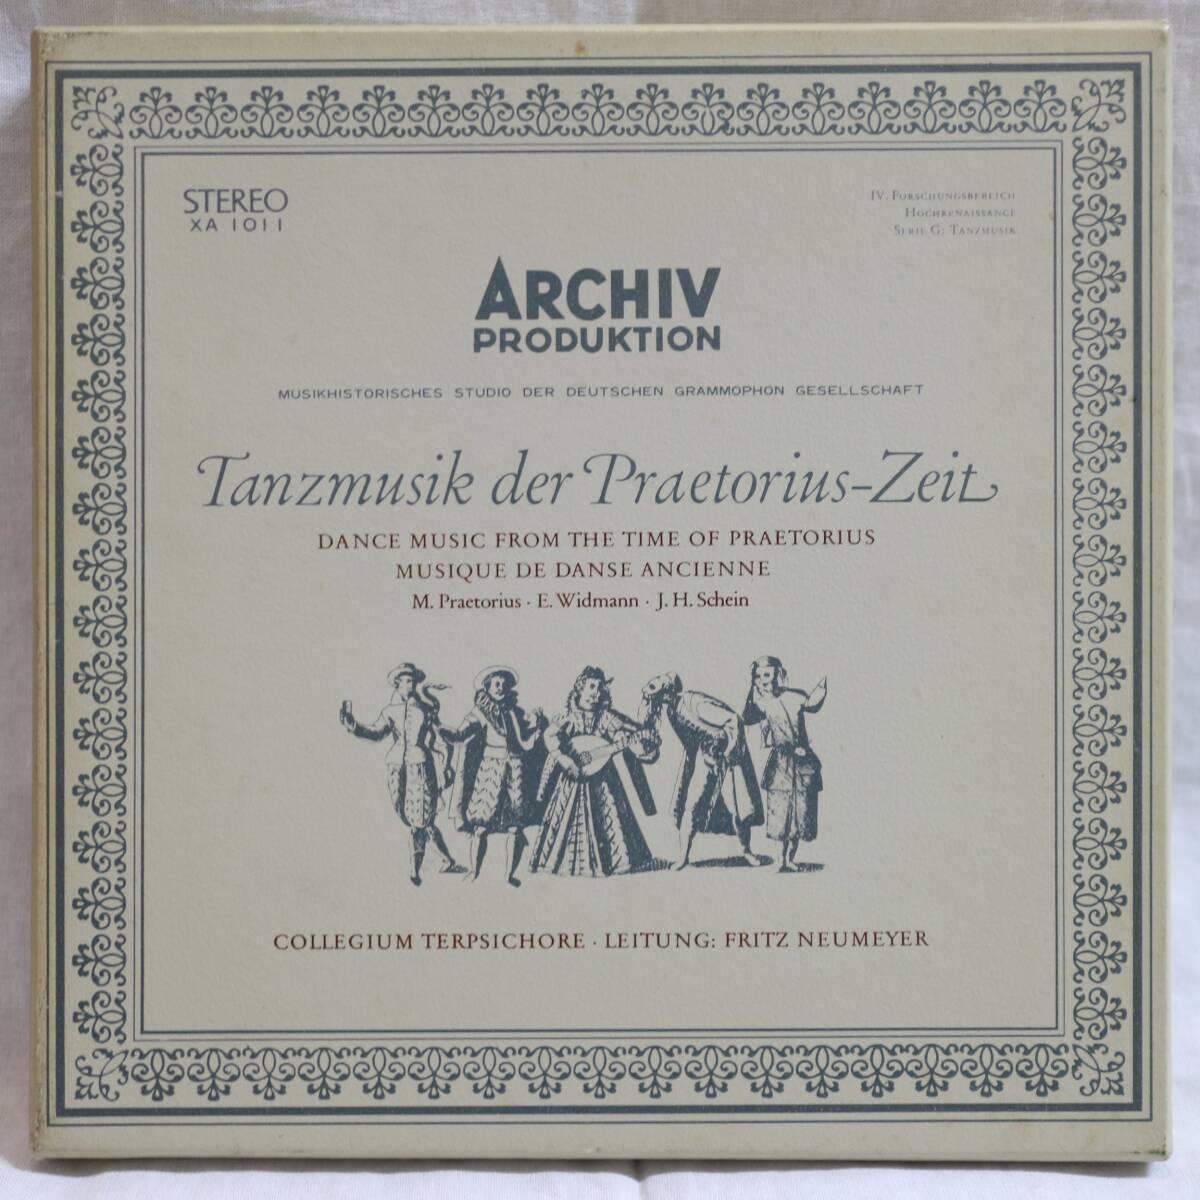 STEREO
XA 1011
IV. FORSCHUNGSBEREICH
HOCHRENAISSANCE
SERIE G: TANZMUSIK
ARCHIV
PRODUKTION
MUSIKHISTORISCHES STUDIO DER DEUTSCHEN GRAMMOPHON GESELLSCHAFT
Tanzmusik der Praetorius-Zeit
DANCE MUSIC FROM THE TIME OF PRAETORIUS
MUSIQUE DE DANSE ANCIENNE
M. Praetorius · E. Widmann · J. H. Schein
COLLEGIUM TERPSICHORE · LEITUNG: FRITZ NEUMEYER